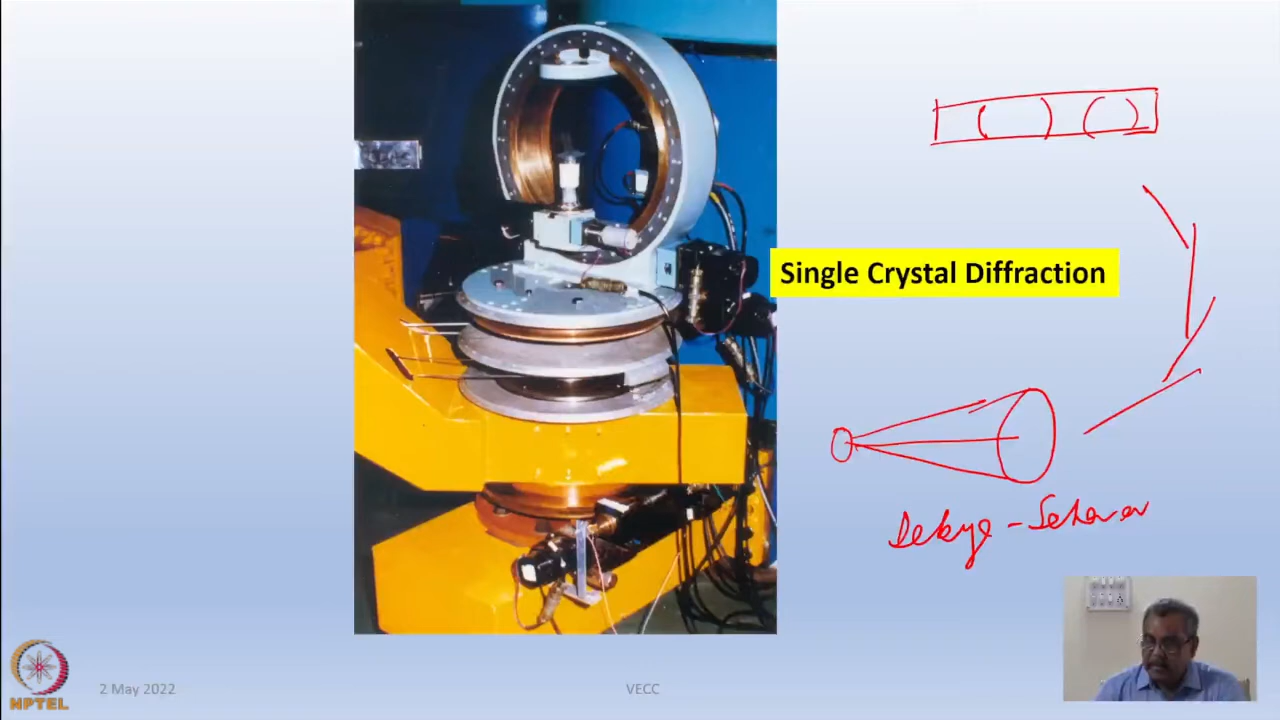 Single Crystal Diffraction
Debye - Scherrer
NPTEL
2 May 2022
VECC